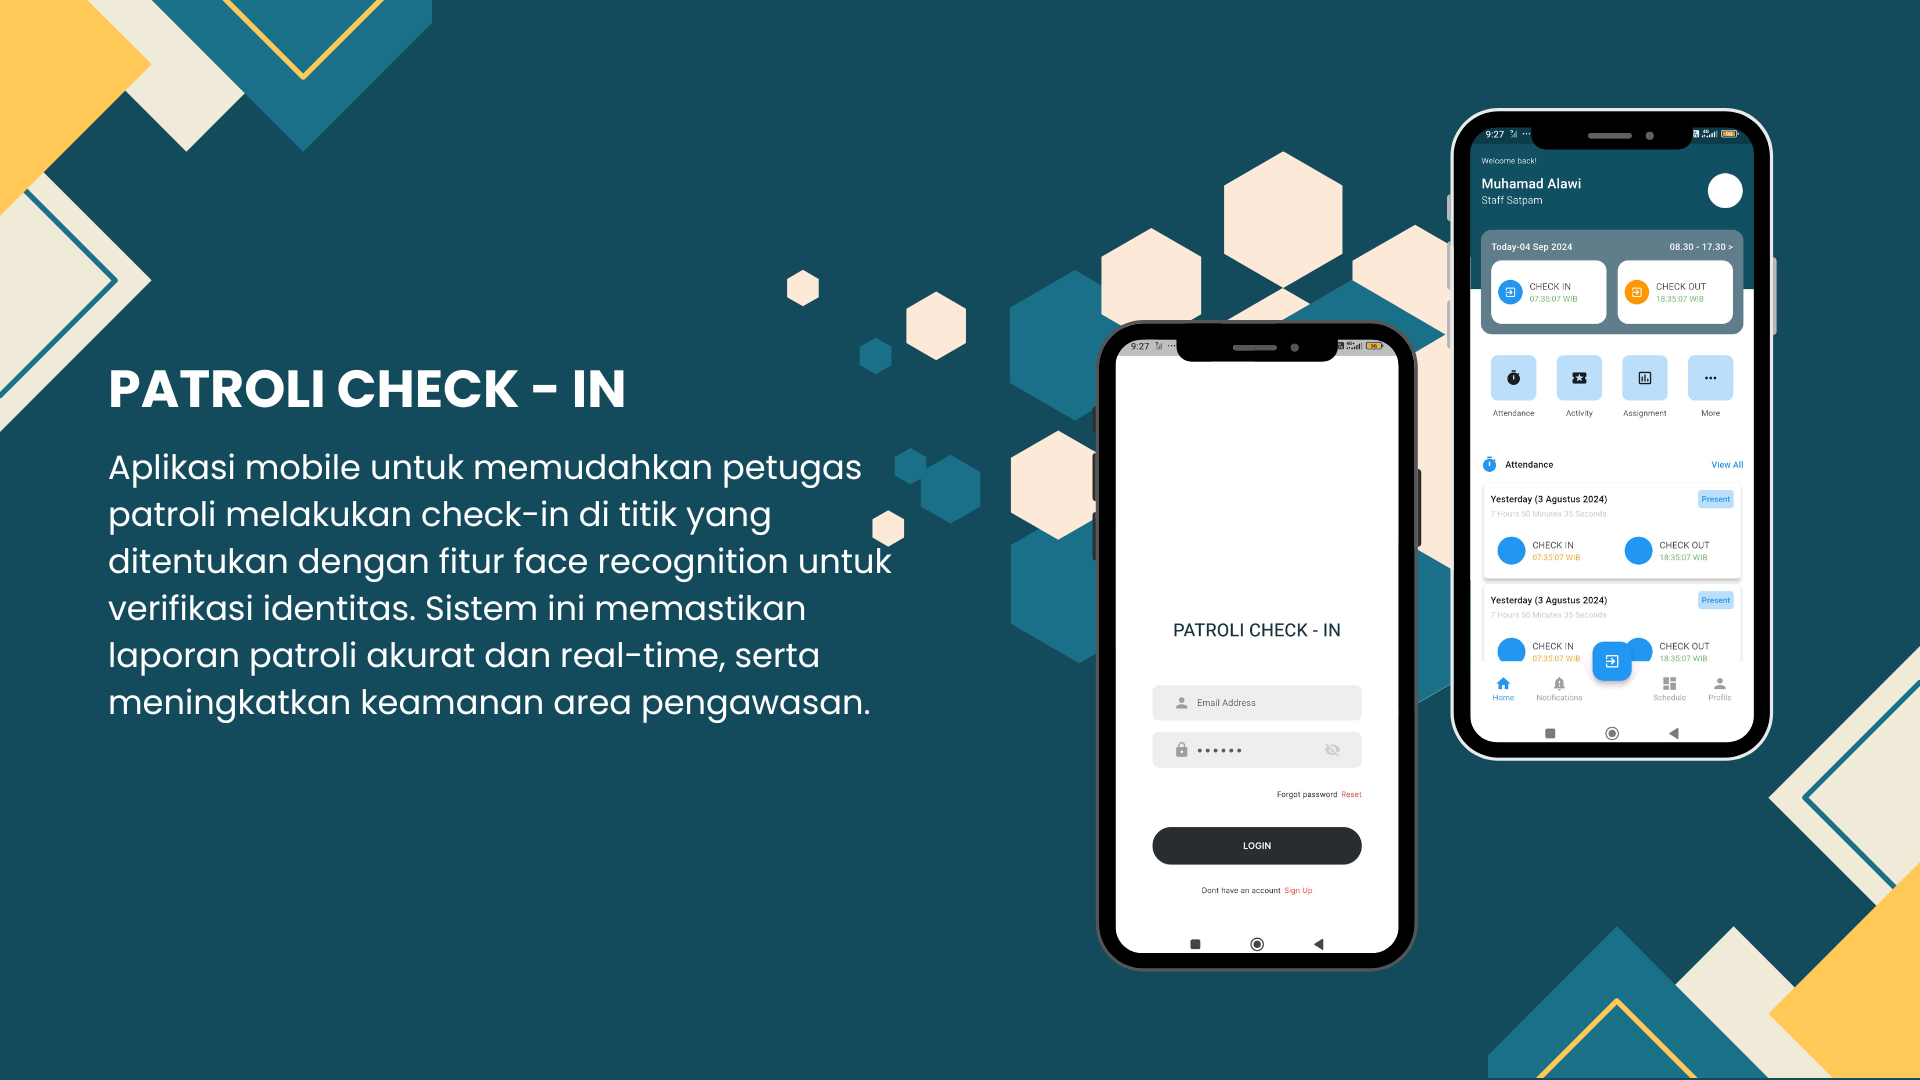 PATROLI CHECK - IN
Aplikasi mobile untuk memudahkan petugas
patroli melakukan check-in di titik yang
ditentukan dengan fitur face recognition untuk
verifikasi identitas. Sistem ini memastikan
laporan patroli akurat dan real-time, serta
meningkatkan keamanan area pengawasan.
9:27
PATROLI CHECK - IN
Email Address
••••••
Forgot password Reset
LOGIN
Dont have an account Sign Up
9:27
Welcome back!
Muhamad Alawi
Staff Satpam
Today-04 Sep 2024 08.30 - 17.30 >
CHECK IN CHECK OUT
07:35:07 WIB 18:35:07 WIB
Attendance Activity Assignment More
Attendance View All
Yesterday (3 Agustus 2024) Present
7 Hours 50 Minutes 35 Seconds
CHECK IN CHECK OUT
07:35:07 WIB 18:35:07 WIB
Yesterday (3 Agustus 2024) Present
7 Hours 50 Minutes 35 Seconds
CHECK IN CHECK OUT
07:35:07 WIB 18:35:07 WIB
Home Notifications Schedule Profile